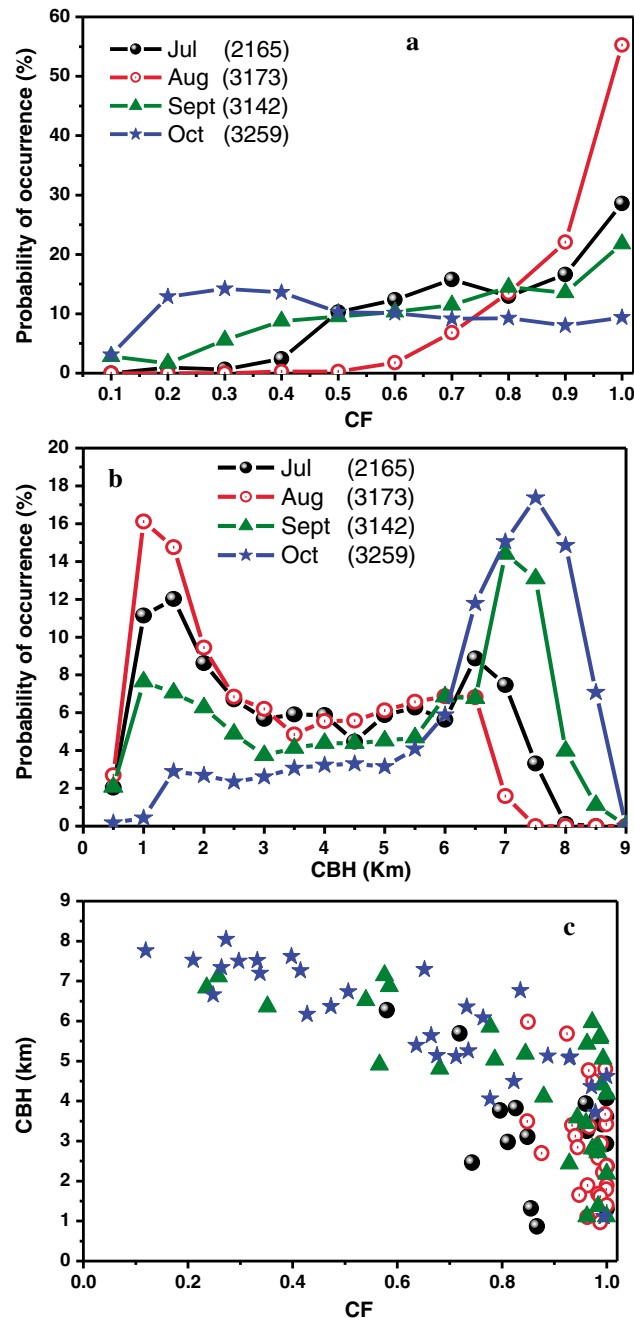 a
Jul (2165)
Aug (3173)
Sept (3142)
Oct (3259)
Probability of occurrence (%)
60
50
40
30
20
10
0
0.1 0.2 0.3 0.4 0.5 0.6 0.7 0.8 0.9 1.0
CF
b
Jul (2165)
Aug (3173)
Sept (3142)
Oct (3259)
Probability of occurrence (%)
20
18
16
14
12
10
8
6
4
2
0
0 1 2 3 4 5 6 7 8 9
CBH (Km)
c
CBH (km)
9
8
7
6
5
4
3
2
1
0
0.0 0.2 0.4 0.6 0.8 1.0
CF